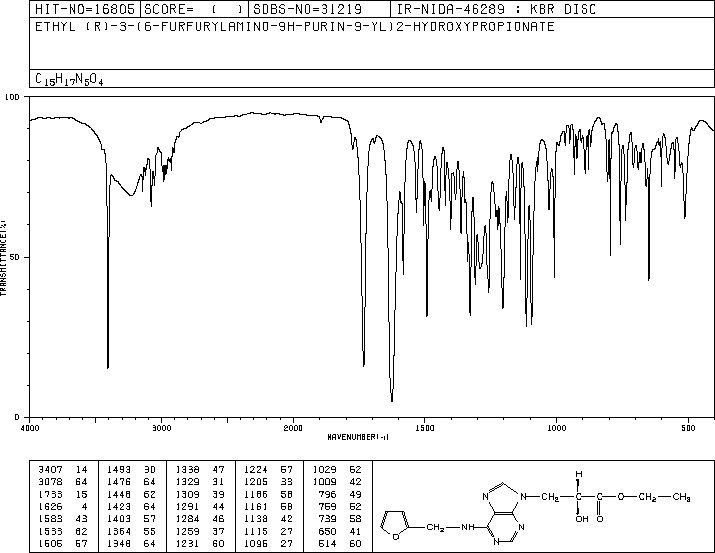 HIT-NO=16805 SCORE= ( ) SDBS-NO=31219 IR-NIDA-46289 : KBR DISC
ETHYL (R)-3-(6-FURFURYLAMINO-9H-PURIN-9-YL)2-HYDROXYPROPIONATE
C15H17N5O4
100
50
0
TRANSMITTANCE(%)
4000 3000 2000 1500 1000 500
WAVENUMBER(-1)
3407 14 1493 30 1338 47 1224 57 1029 62
3078 64 1476 64 1329 31 1205 33 1009 42
1733 15 1448 62 1309 39 1186 58 796 49
1626 4 1423 64 1291 44 1161 58 759 52
1583 43 1403 57 1284 46 1138 42 739 58
1533 62 1364 55 1259 37 1115 27 650 41
1506 57 1348 64 1231 60 1096 27 514 60
H
N N N CH2 C C O CH2 CH3
OH O
O CH2 NH N N